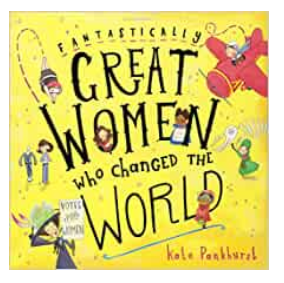 FANTASTICALLY
GREAT
WOMEN
who CHANGED THE
WORLD
VOTES
for
WOMEN
Kate Pankhurst